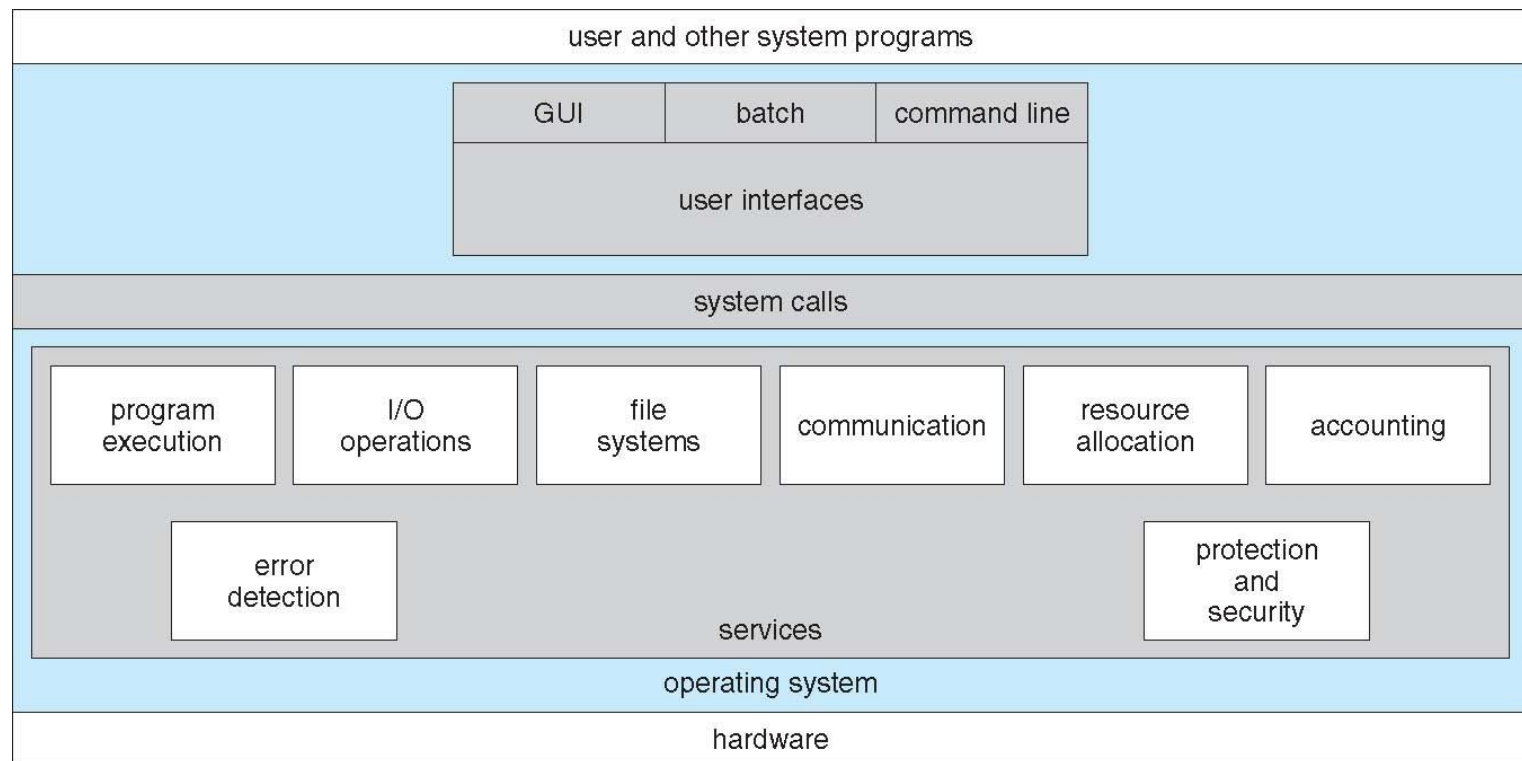 user and other system programs
GUI
batch
command line
user interfaces
system calls
program
execution
I/O
operations
file
systems
communication
resource
allocation
accounting
error
detection
protection
and
security
services
operating system
hardware